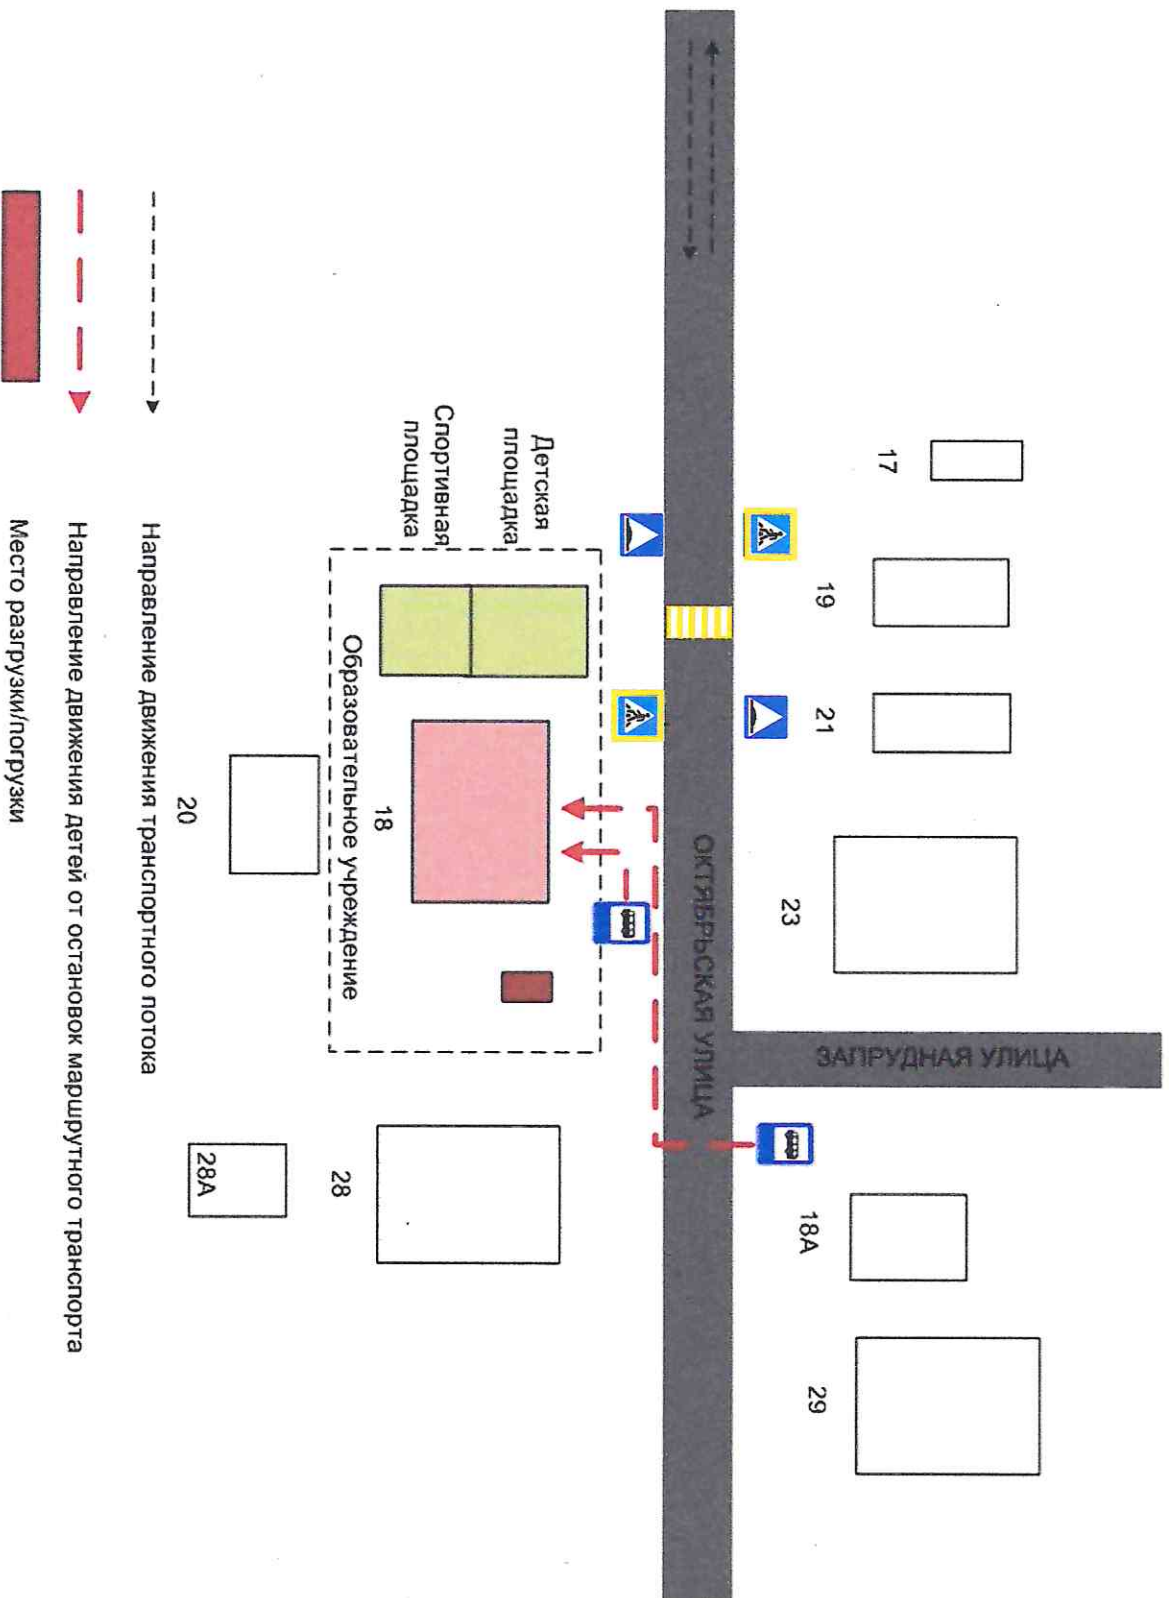 17
19
21
23
18А
29
ЗАПРУДНАЯ УЛИЦА
ОКТЯБРЬСКАЯ УЛИЦА
Детская
площадка
Спортивная
площадка
18
Образовательное учреждение
20
28
28А
Направление движения транспортного потока
Направление движения детей от остановок маршрутного транспорта
Место разгрузки/погрузки